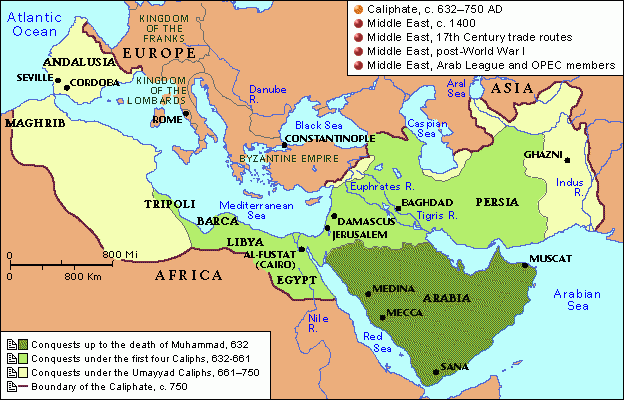 Caliphate, c. 632–750 AD
Middle East, c. 1400
Middle East, 17th Century trade routes
Middle East, post-World War I
Middle East, Arab League and OPEC members
Atlantic
Ocean
KINGDOM
OF THE
FRANKS
EUROPE
ANDALUSIA
SEVILLE
CORDOBA
KINGDOM
OF THE
LOMBARDS
ROME
Danube
R.
Black Sea
CONSTANTINOPLE
BYZANTINE EMPIRE
Caspian
Sea
Aral
Sea
ASIA
GHAZNI
Indus
R.
MAGHRIB
TRIPOLI
BARCA
Mediterranean
Sea
LIBYA
AL-FUSTAT
(CAIRO)
EGYPT
Euphrates R.
BAGHDAD
Tigris R.
PERSIA
DAMASCUS
JERUSALEM
MUSCAT
MEDINA
ARABIA
MECCA
SANA
Arabian
Sea
Red
Sea
Nile
R.
AFRICA
0 800 Mi
0 800 Km
Conquests up to the death of Muhammad, 632
Conquests under the first four Caliphs, 632-661
Conquests under the Umayyad Caliphs, 661–750
Boundary of the Caliphate, c. 750